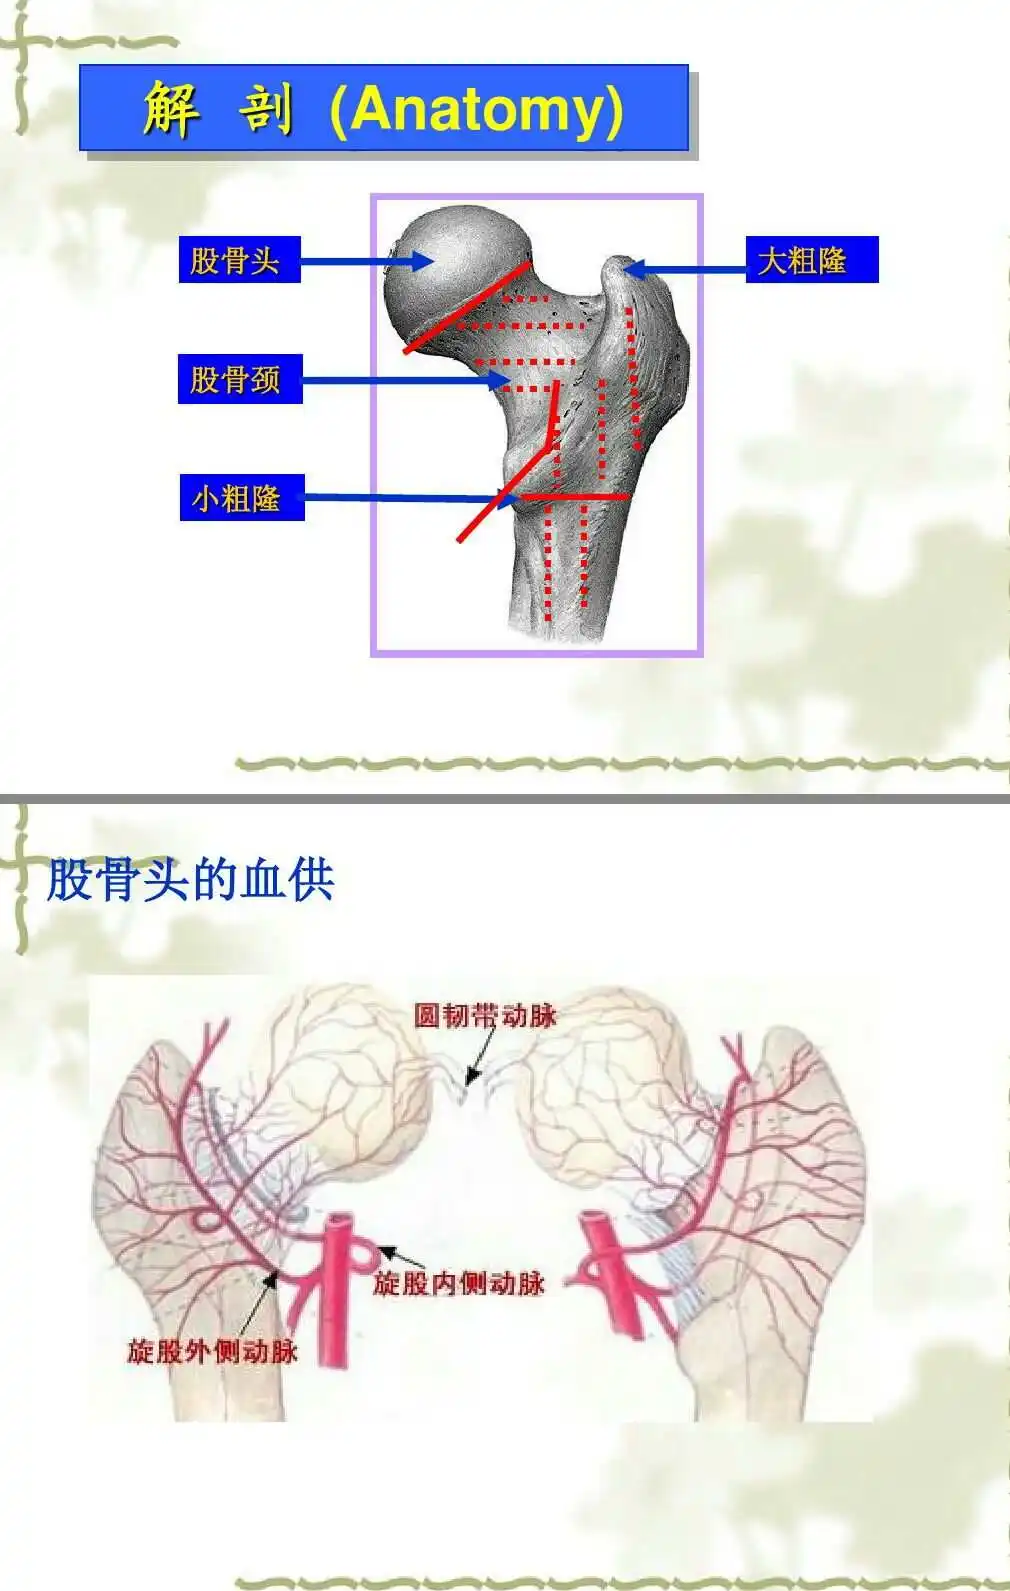 解 剖 (Anatomy)
股骨头
大粗隆
股骨颈
小粗隆
股骨头的血供
圆韧带动脉
旋股内侧动脉
旋股外侧动脉